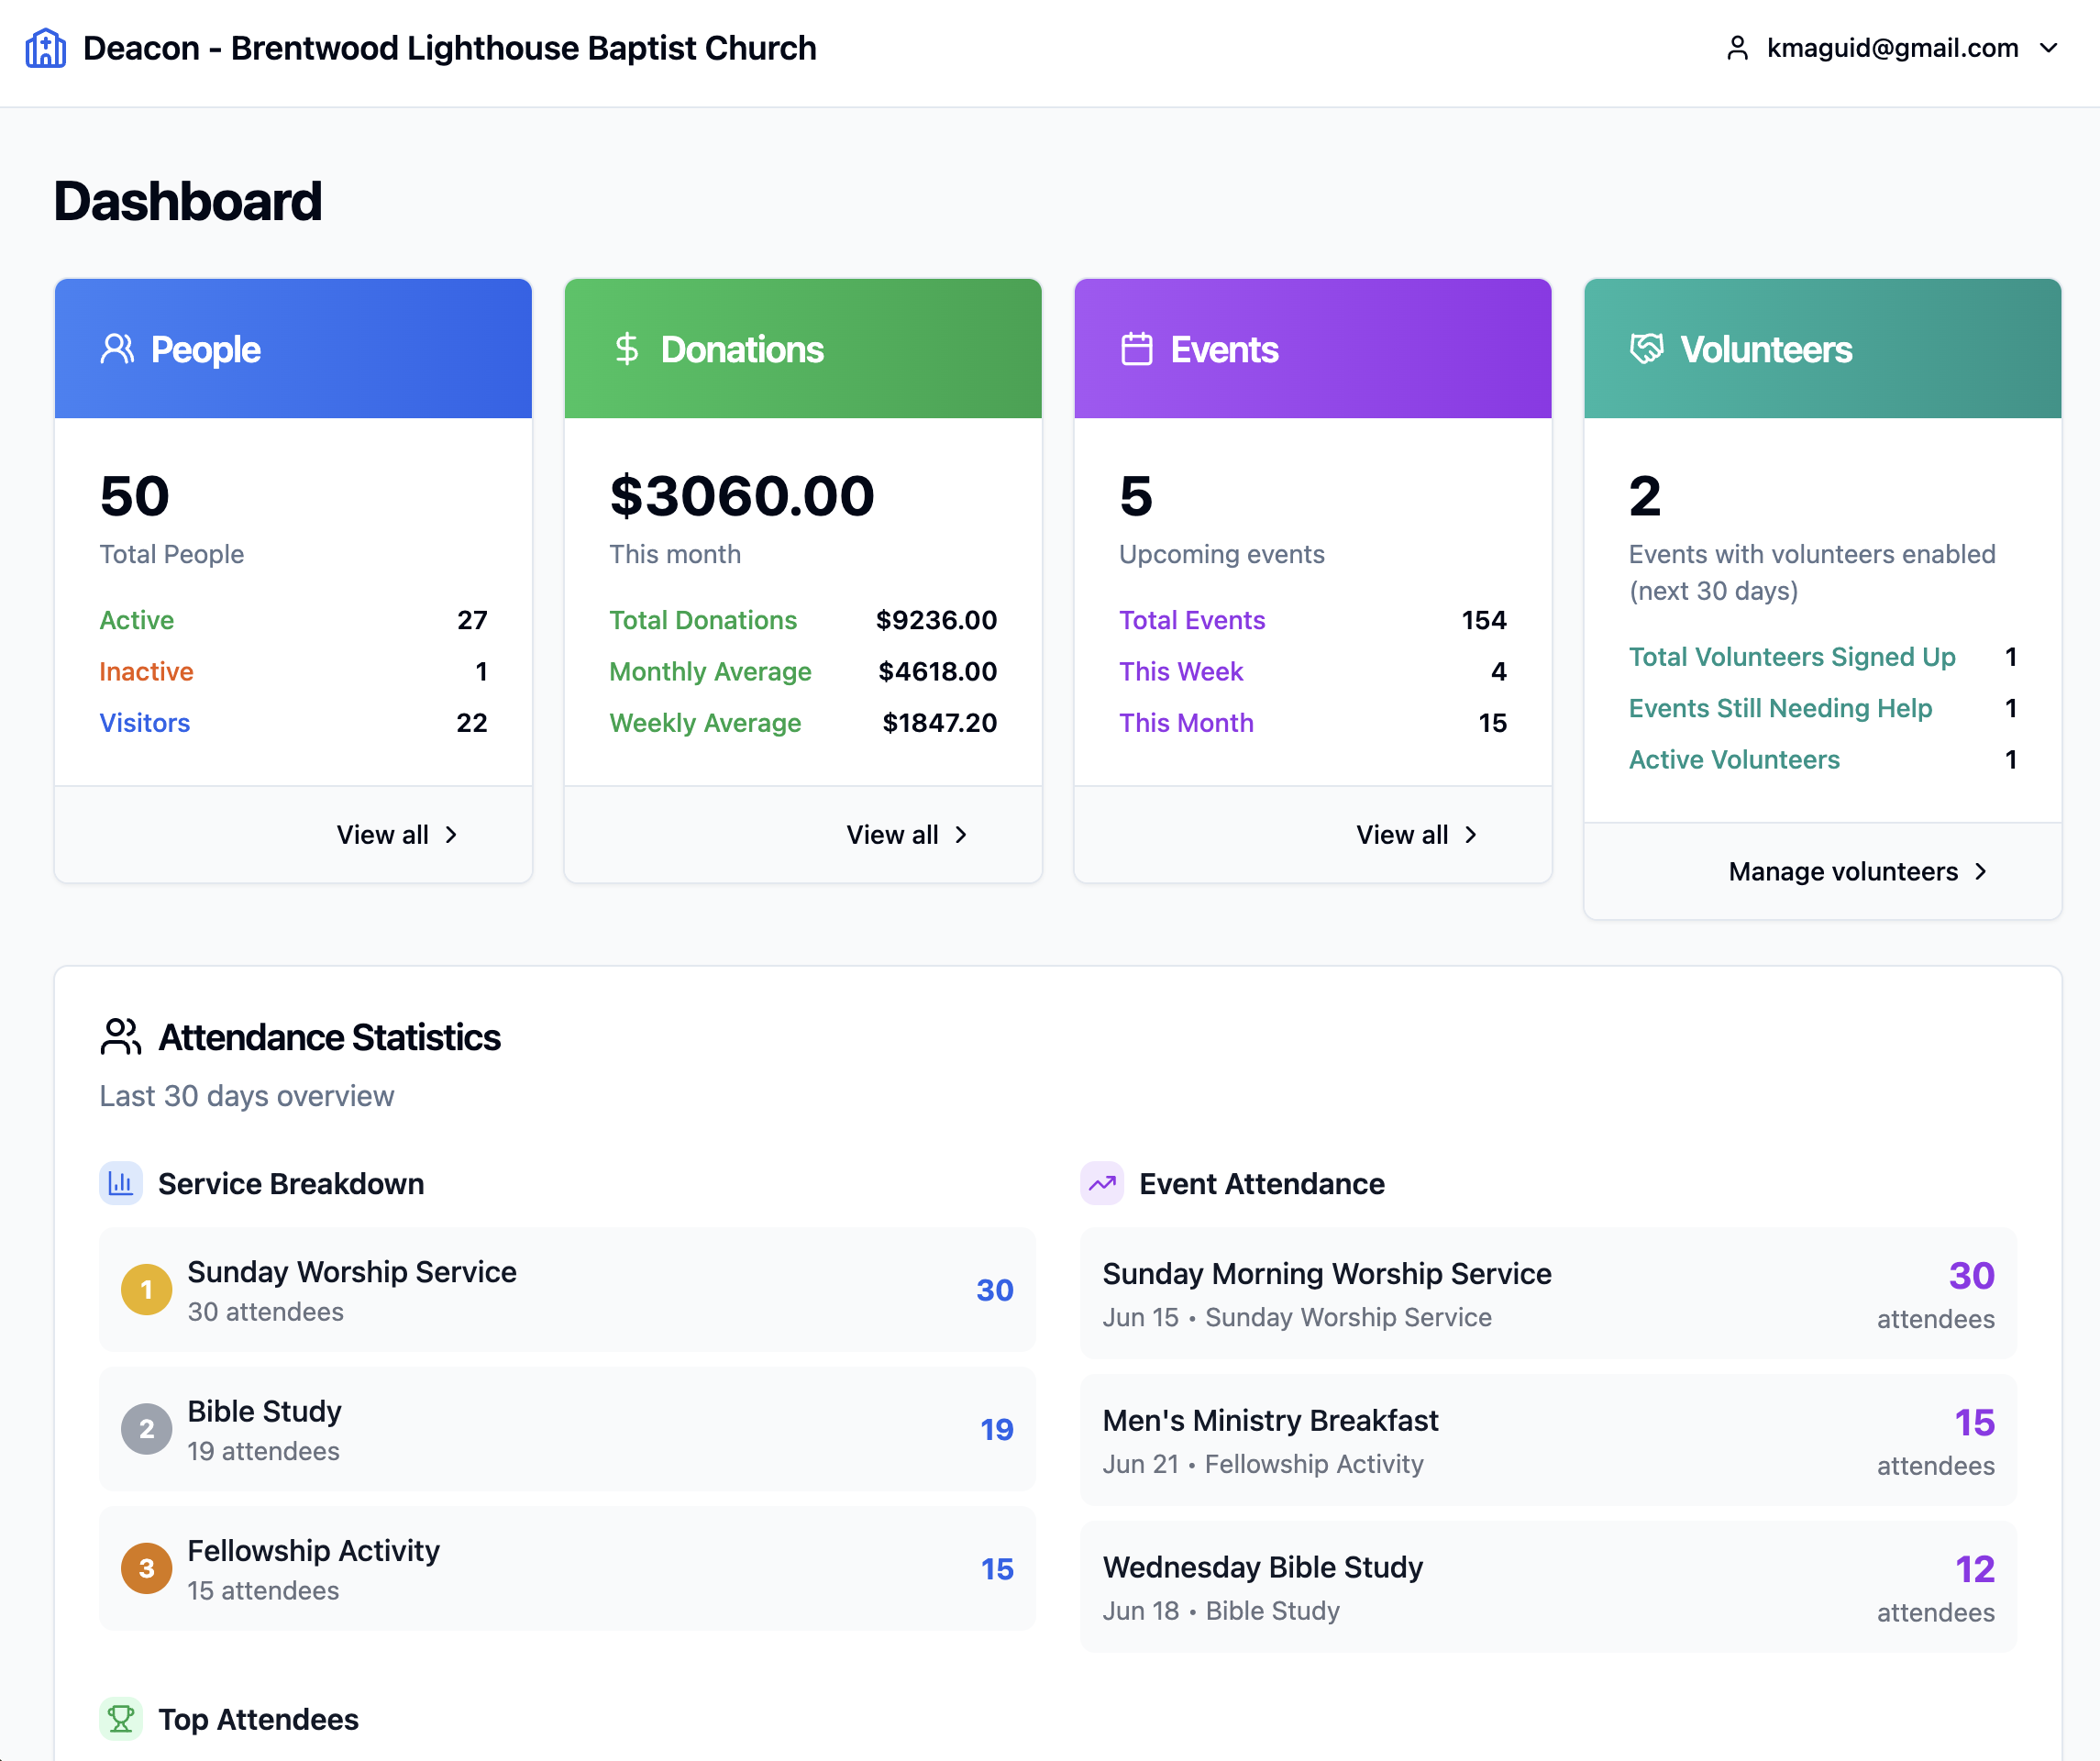 Deacon - Brentwood Lighthouse Baptist Church
kmaguid@gmail.com
Dashboard
People
50
Total People
Active 27
Inactive 1
Visitors 22
View all
Donations
$3060.00
This month
Total Donations $9236.00
Monthly Average $4618.00
Weekly Average $1847.20
View all
Events
5
Upcoming events
Total Events 154
This Week 4
This Month 15
View all
Volunteers
2
Events with volunteers enabled
(next 30 days)
Total Volunteers Signed Up 1
Events Still Needing Help 1
Active Volunteers 1
Manage volunteers
Attendance Statistics
Last 30 days overview
Service Breakdown
1
Sunday Worship Service
30 attendees
30
2
Bible Study
19 attendees
19
3
Fellowship Activity
15 attendees
15
Event Attendance
Sunday Morning Worship Service
Jun 15 • Sunday Worship Service
30
attendees
Men's Ministry Breakfast
Jun 21 • Fellowship Activity
15
attendees
Wednesday Bible Study
Jun 18 • Bible Study
12
attendees
Top Attendees